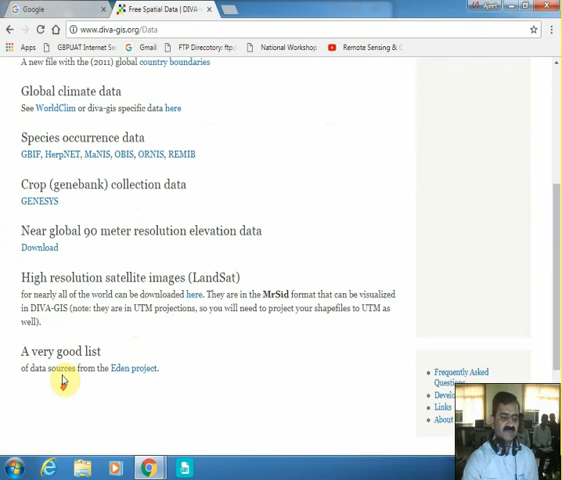 Google
Free Spatial Data | DIVA-
www.diva-gis.org/Data
Apps
GBPUAT Internet Se
Gmail
FTP Direcotory: ftp:
National Workshop
Remote Sensing &
A new file with the (2011) global country boundaries
Global climate data
See WorldClim or diva-gis specific data here
Species occurrence data
GBIF, HerpNET, MaNIS, OBIS, ORNIS, REMIB
Crop (genebank) collection data
GENESYS
Near global 90 meter resolution elevation data
Download
High resolution satellite images (LandSat)
for nearly all of the world can be downloaded here. They are in the MrSid format that can be visualized
in DIVA-GIS (note: they are in UTM projections, so you will need to project your shapefiles to UTM as
well).
A very good list
of data sources from the Eden project.
Frequently Asked
Questions
Develo
Links
About